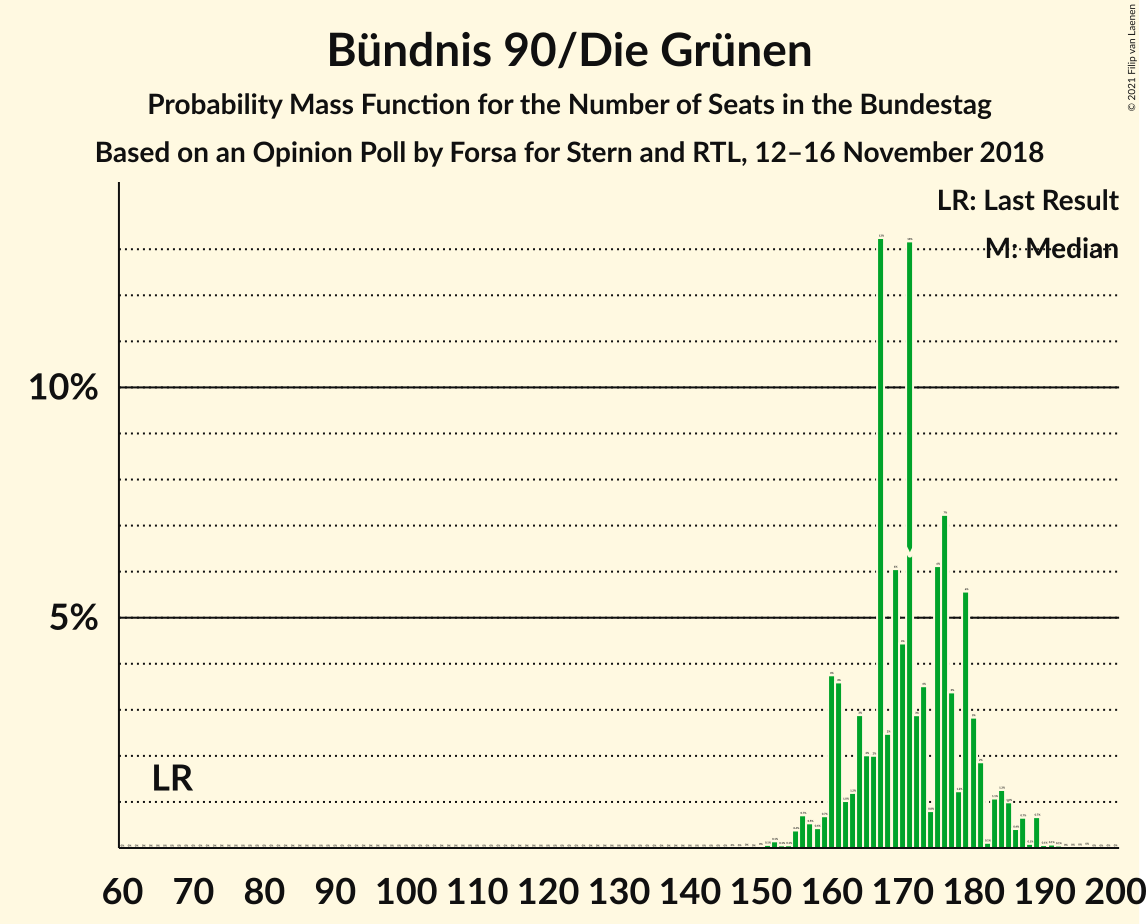 Bündnis 90/Die Grünen
Probability Mass Function for the Number of Seats in the Bundestag
Based on an Opinion Poll by Forsa for Stern and RTL, 12–16 November 2018
© 2021 Filip van Laenen
LR: Last Result
M: Median
10%
5%
LR
60 70 80 90 100 110 120 130 140 150 160 170 180 190 200